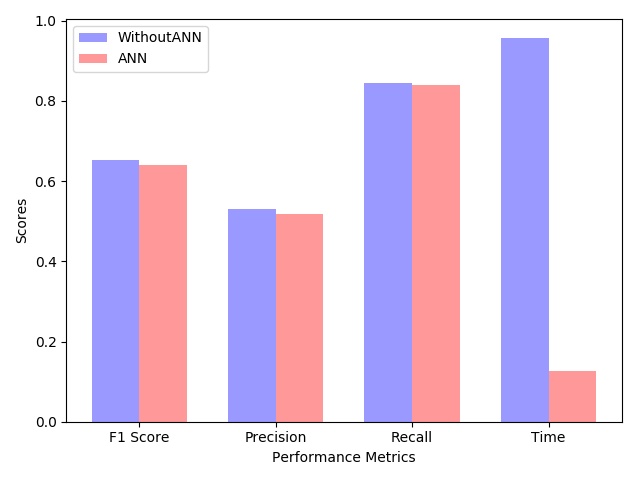 WithoutANN
ANN
1.0
0.8
0.6
0.4
0.2
0.0
Scores
F1 Score Precision Recall Time
Performance Metrics